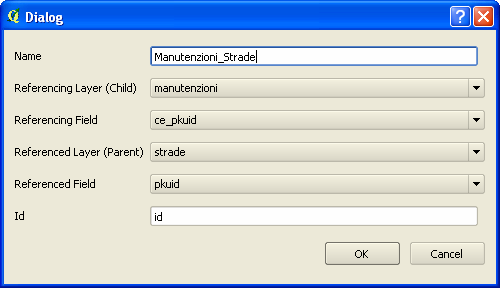 Dialog
Name Manutenzioni_Strade
Referencing Layer (Child) manutenzioni
Referencing Field ce_pkuid
Referenced Layer (Parent) strade
Referenced Field pkuid
Id id
OK Cancel